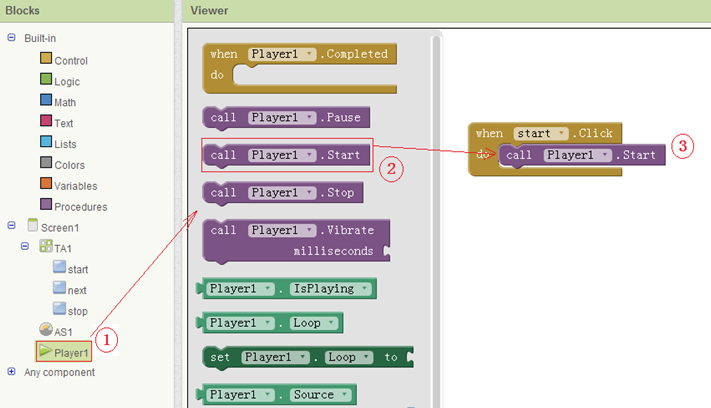 Blocks
Built-in
Control
Logic
Math
Text
Lists
Colors
Variables
Procedures
Screen1
TA1
start
next
stop
AS1
Player1
Any component
①
Viewer
when Player1 .Completed
do
call Player1 .Pause
call Player1 .Start
②
call Player1 .Stop
call Player1 .Vibrate
milliseconds
Player1 . IsPlaying
Player1 . Loop
set Player1 . Loop to
Player1 . Source
when start .Click
do call Player1 .Start
③